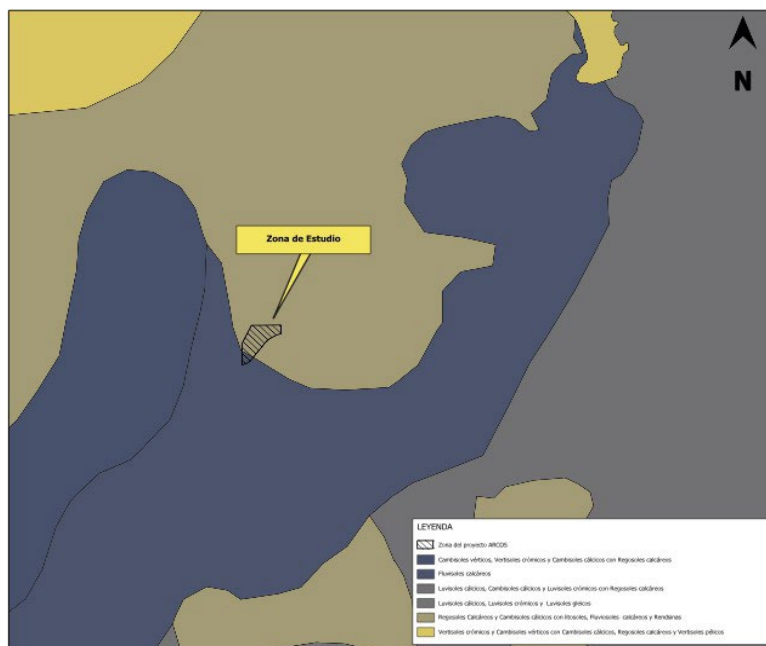 N
Zona de Estudio
LEYENDA
Zona del proyecto ARCOS
Cambisoles vérticos, Vertisoles crómicos y Cambisoles cálcicos con Regosoles calcáreos
Fluvisoles calcáreos
Luvisoles cálcicos, Cambisoles cálcicos y Luvisoles crómicos con Regosoles calcáreos
Luvisoles cálcicos, Luvisoles crómicos y Luvisoles gleicos
Regosoles Calcáreos y Cambisoles cálcicos con litosoles, Fluviosoles calcáreos y Rendsinas
Vertisoles crómicos y Cambisoles vérticos con Cambisoles cálcicos, Regosoles calcáreos y Vertisoles pélicos